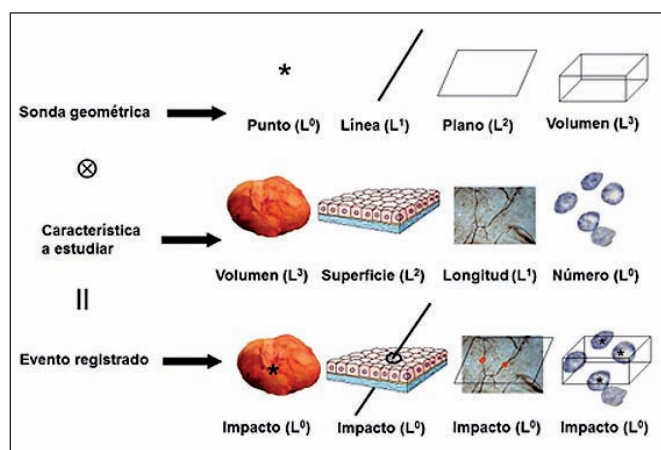 *
Sonda geométrica
Punto (L⁰) Línea (L¹) Plano (L²) Volumen (L³)
⊗
Característica
a estudiar
Volumen (L³) Superficie (L²) Longitud (L¹) Número (L⁰)
=
Evento registrado
Impacto (L⁰) Impacto (L⁰) Impacto (L⁰) Impacto (L⁰)